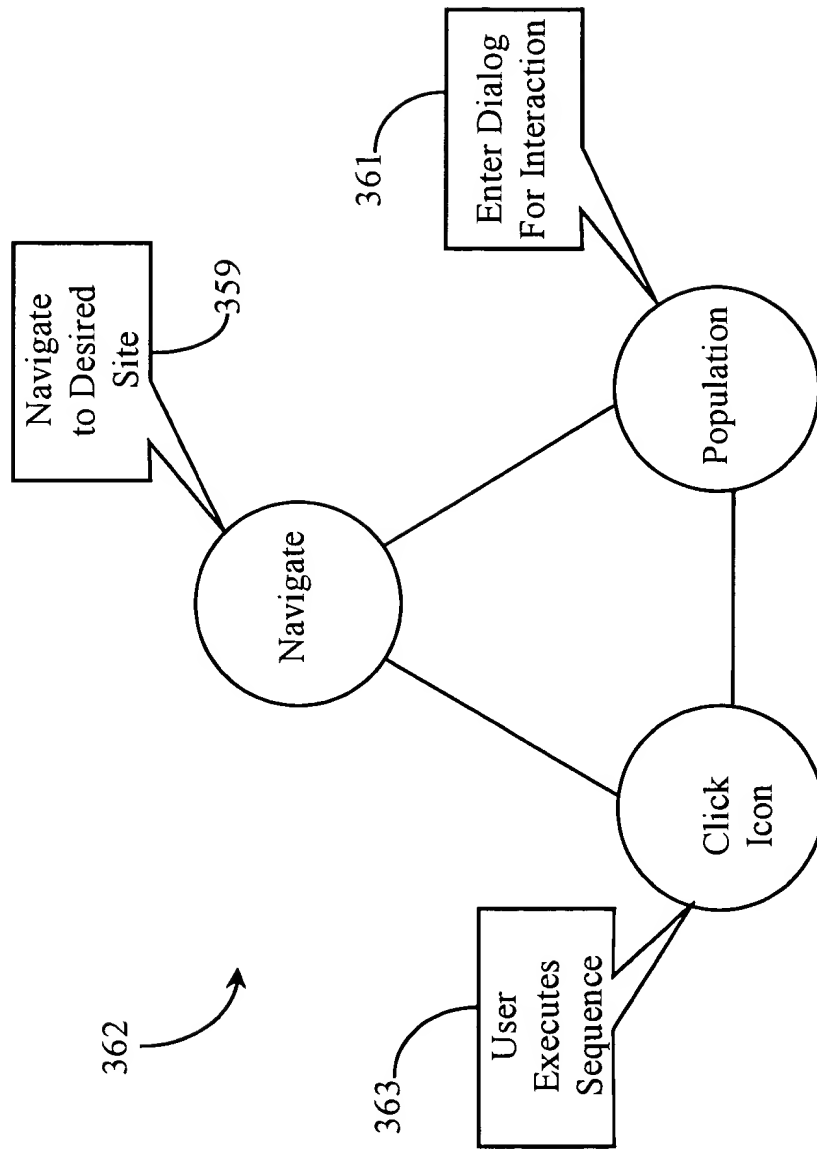 362
Navigate
to Desired
Site
359
Navigate
363
User
Executes
Sequence
Click
Icon
361
Enter Dialog
For Interaction
Population